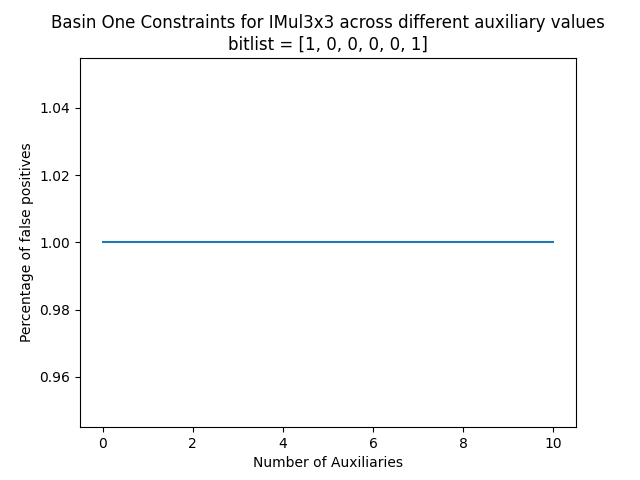 Basin One Constraints for IMul3x3 across different auxiliary values
bitlist = [1, 0, 0, 0, 0, 1]
Percentage of false positives
1.04
1.02
1.00
0.98
0.96
0 2 4 6 8 10
Number of Auxiliaries